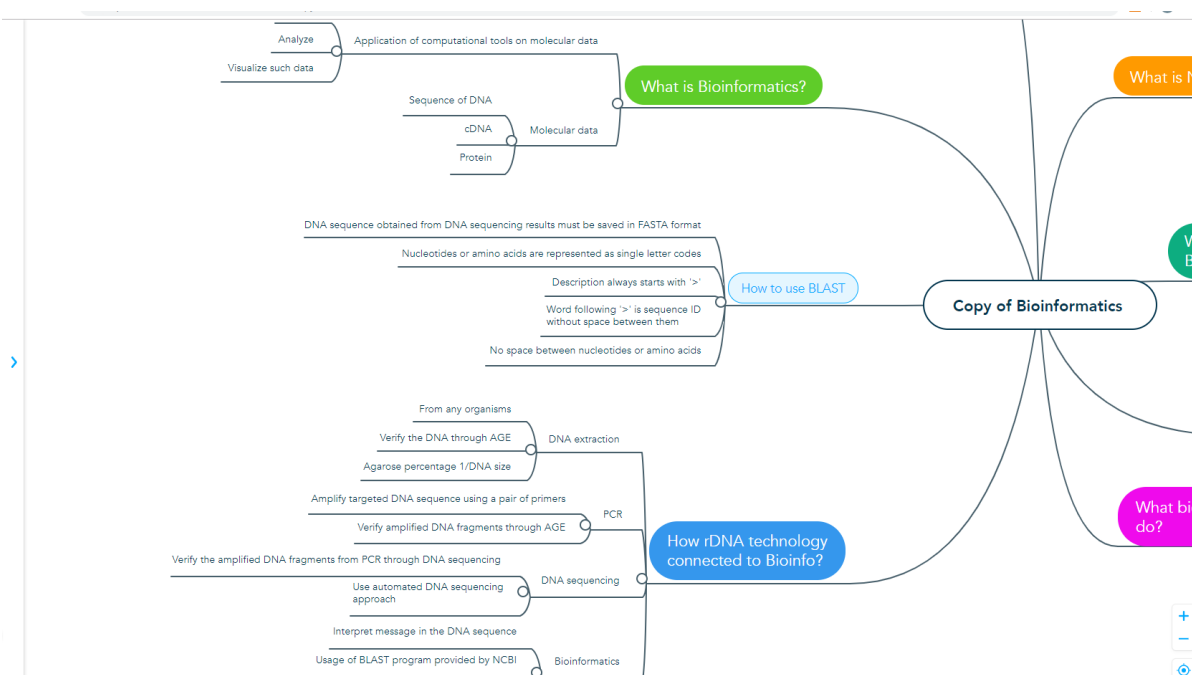 Analyze
Visualize such data
Application of computational tools on molecular data
What is Bioinformatics?
Sequence of DNA
cDNA
Protein
Molecular data
DNA sequence obtained from DNA sequencing results must be saved in FASTA format
Nucleotides or amino acids are represented as single letter codes
Description always starts with '>'
Word following '>' is sequence ID
without space between them
No space between nucleotides or amino acids
How to use BLAST
Copy of Bioinformatics
From any organisms
Verify the DNA through AGE
Agarose percentage 1/DNA size
DNA extraction
Amplify targeted DNA sequence using a pair of primers
Verify amplified DNA fragments through AGE
PCR
How rDNA technology
connected to Bioinfo?
Verify the amplified DNA fragments from PCR through DNA sequencing
Use automated DNA sequencing
approach
DNA sequencing
Interpret message in the DNA sequence
Usage of BLAST program provided by NCBI
Bioinformatics
What is
What
do?